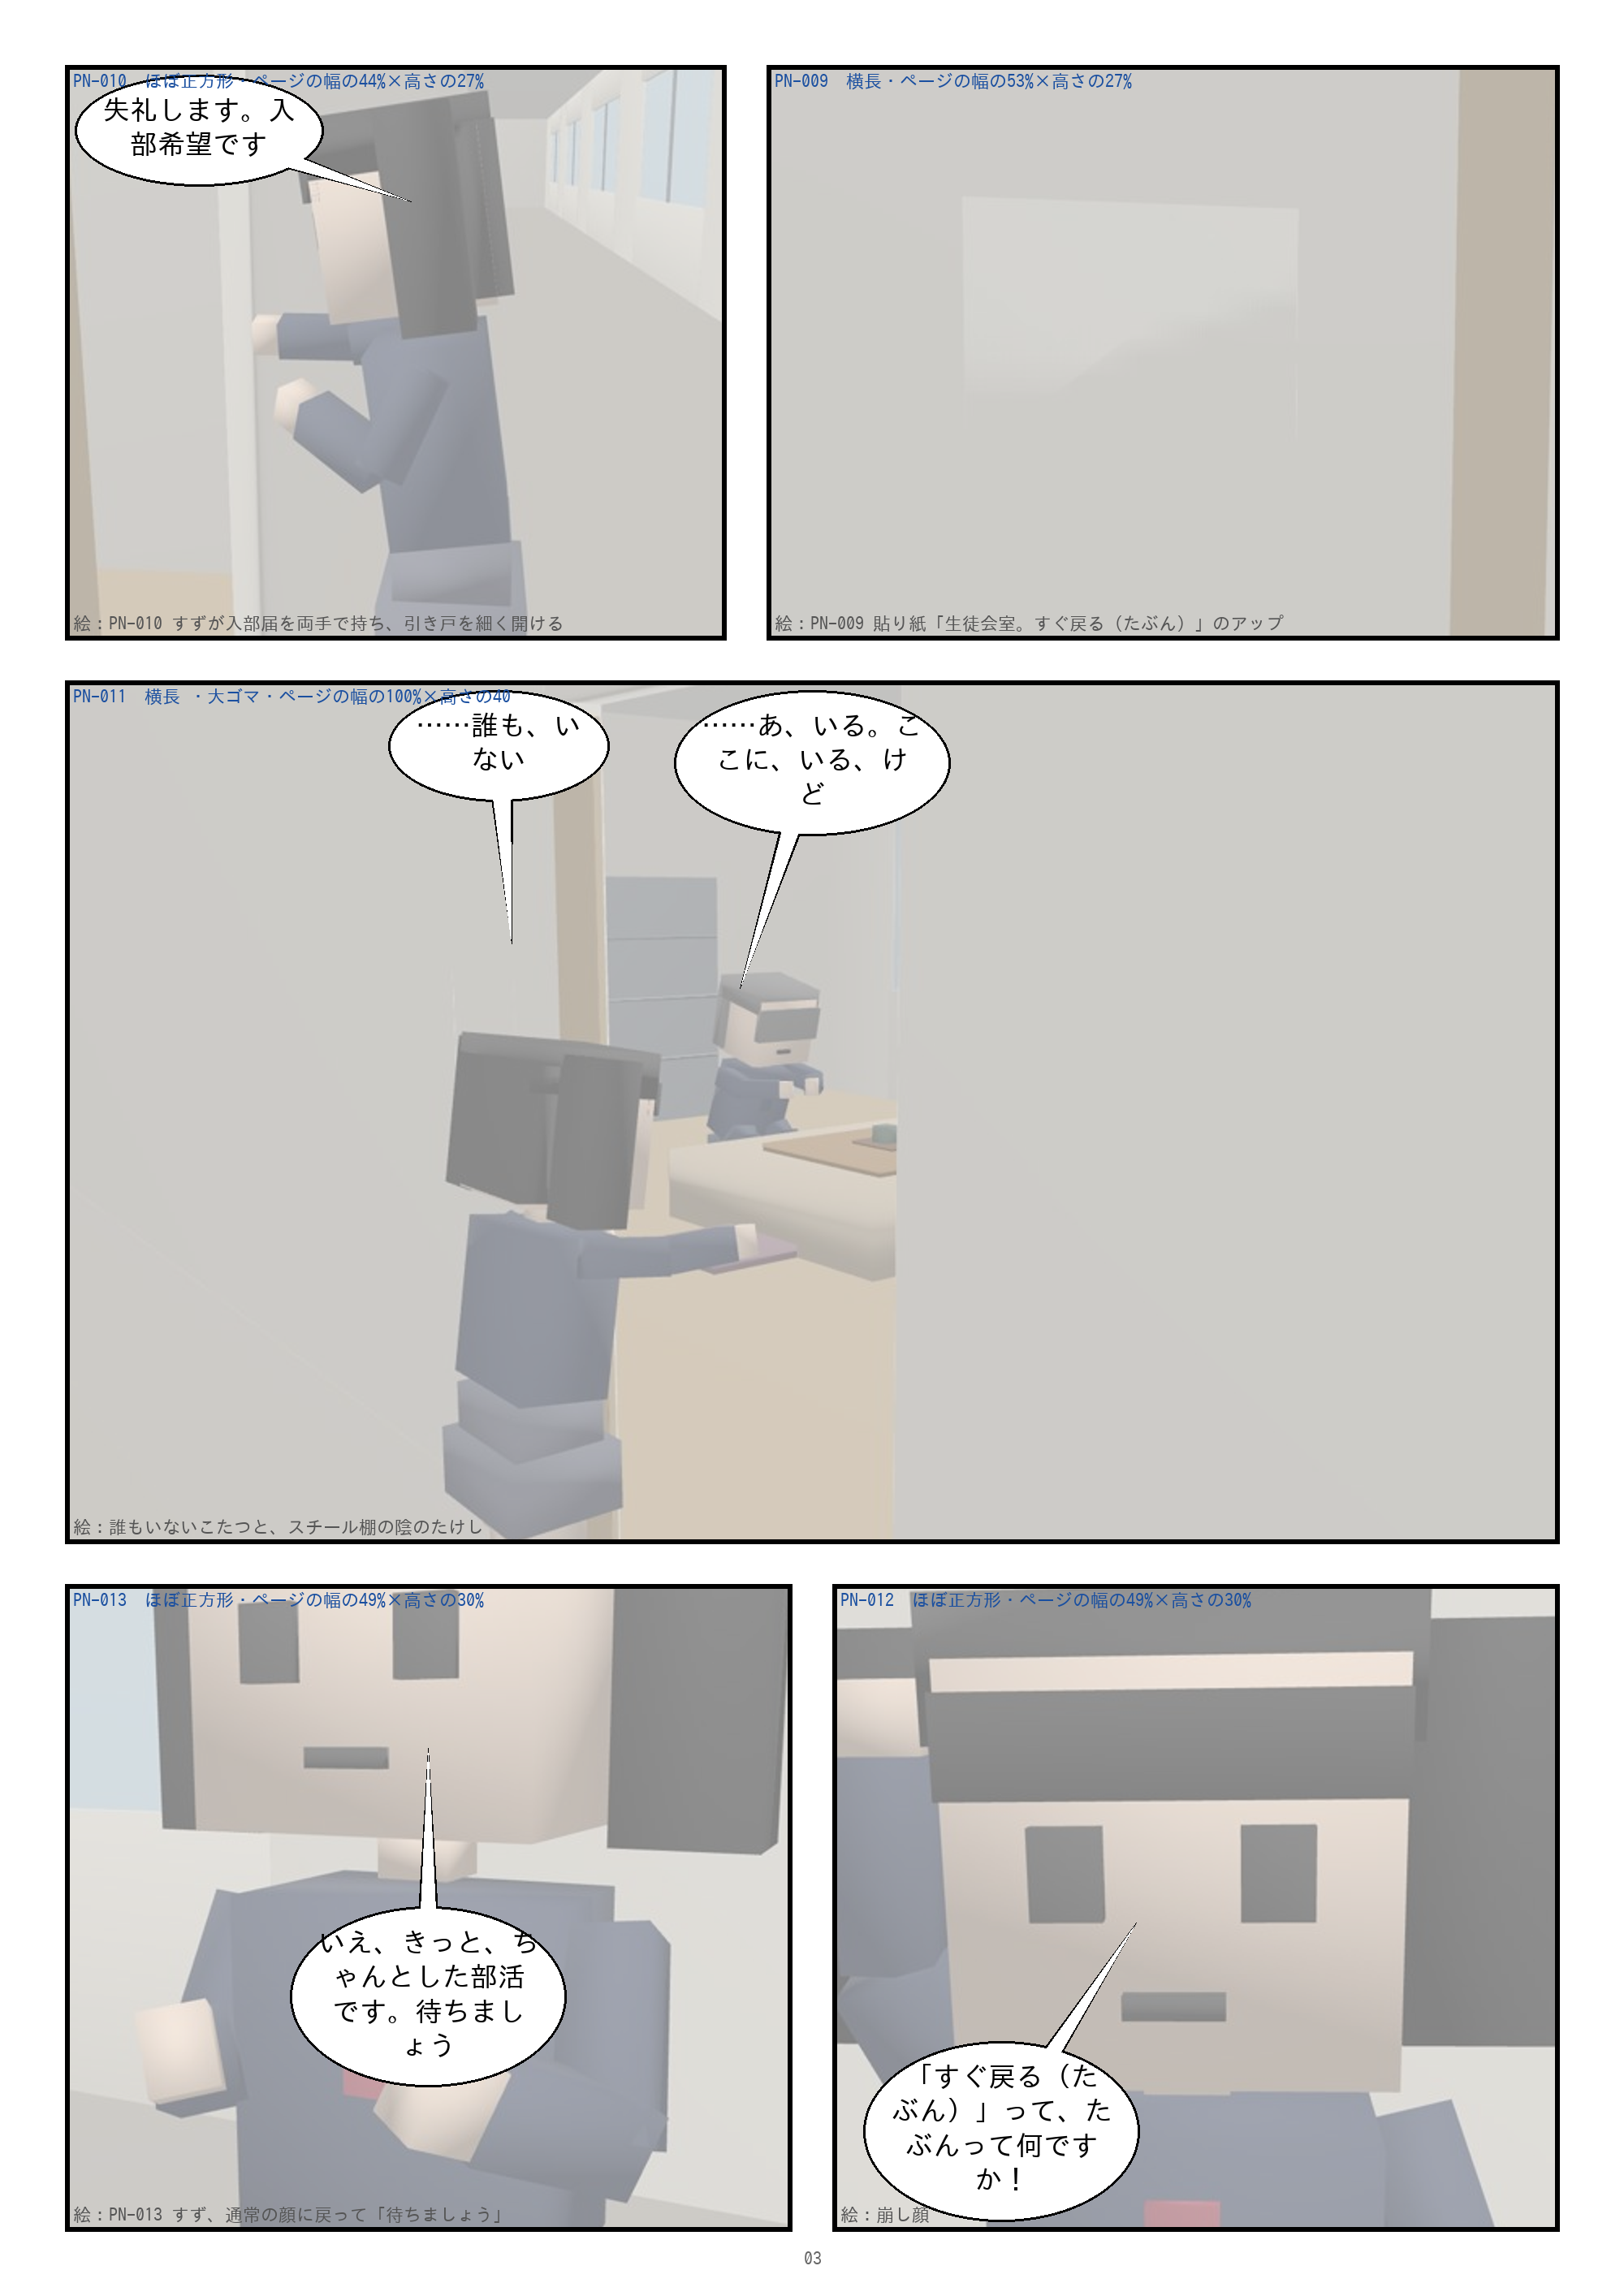 PN-009 横長・ページの幅の53%×高さの27%
絵：PN-009 貼り紙「生徒会室。すぐ戻る（たぶん）」のアップ
PN-010 ほぼ正方形・ページの幅の44%×高さの27%
失礼します。入
部希望です
絵：PN-010 すずが入部届を両手で持ち、引き戸を細く開ける
PN-011 横長 ・大ゴマ・ページの幅の100%×高さの40
……あ、いる。こ
こに、いる、け
ど
……誰も、い
ない
絵：誰もいないこたつと、スチール棚の陰のたけし
PN-012 ほぼ正方形・ページの幅の49%×高さの30%
「すぐ戻る（た
ぶん）」って、た
ぶんって何です
か！
絵：崩し顔
PN-013 ほぼ正方形・ページの幅の49%×高さの30%
いえ、きっと、ち
ゃんとした部活
です。待ちまし
ょう
絵：PN-013 すず、通常の顔に戻って「待ちましょう」
03